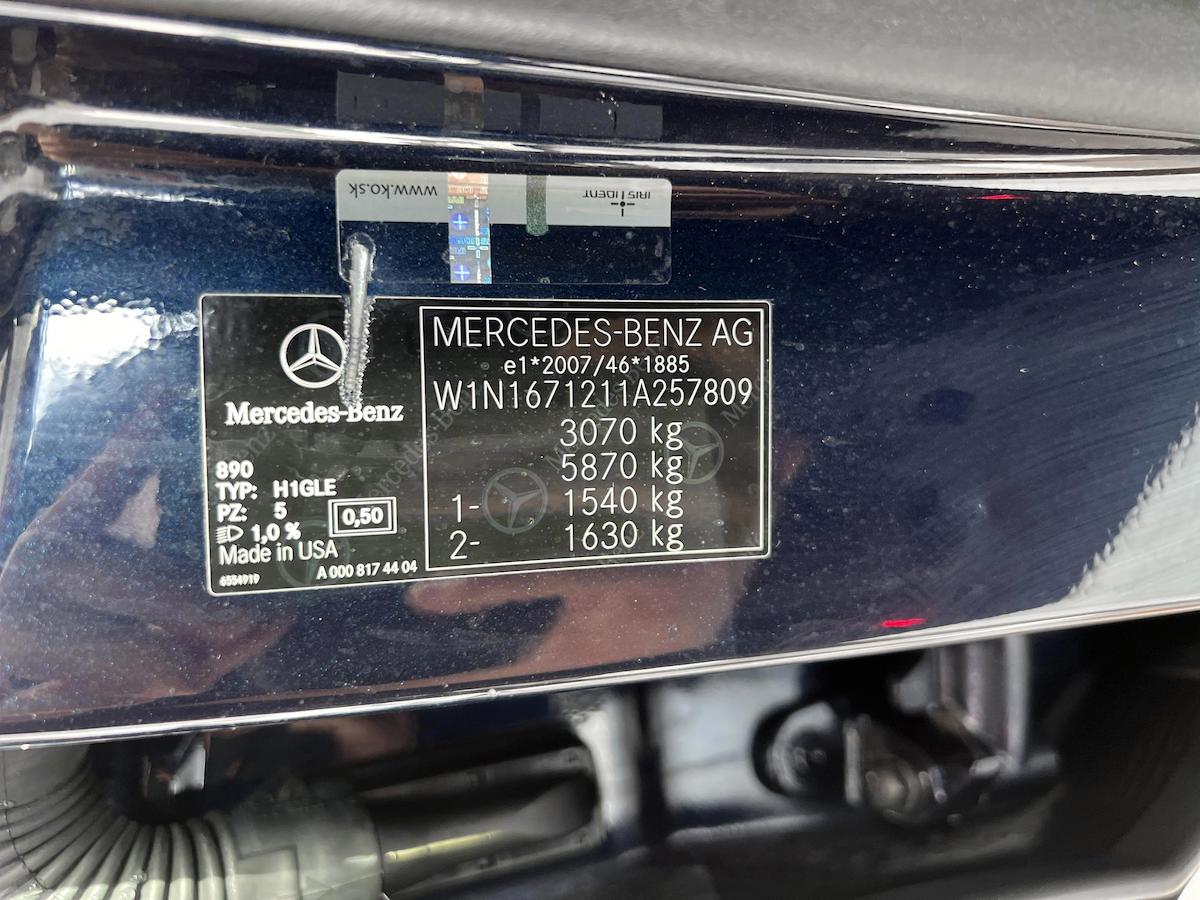 www.ko.sk
IRIS IDENT
Mercedes-Benz
890
TYP: H1GLE
PZ: 5
1,0 %
0,50
Made in USA
6554919
A 000 817 44 04
MERCEDES-BENZ AG
e1*2007/46*1885
W1N1671211A257809
3070 kg
5870 kg
1- 1540 kg
2- 1630 kg